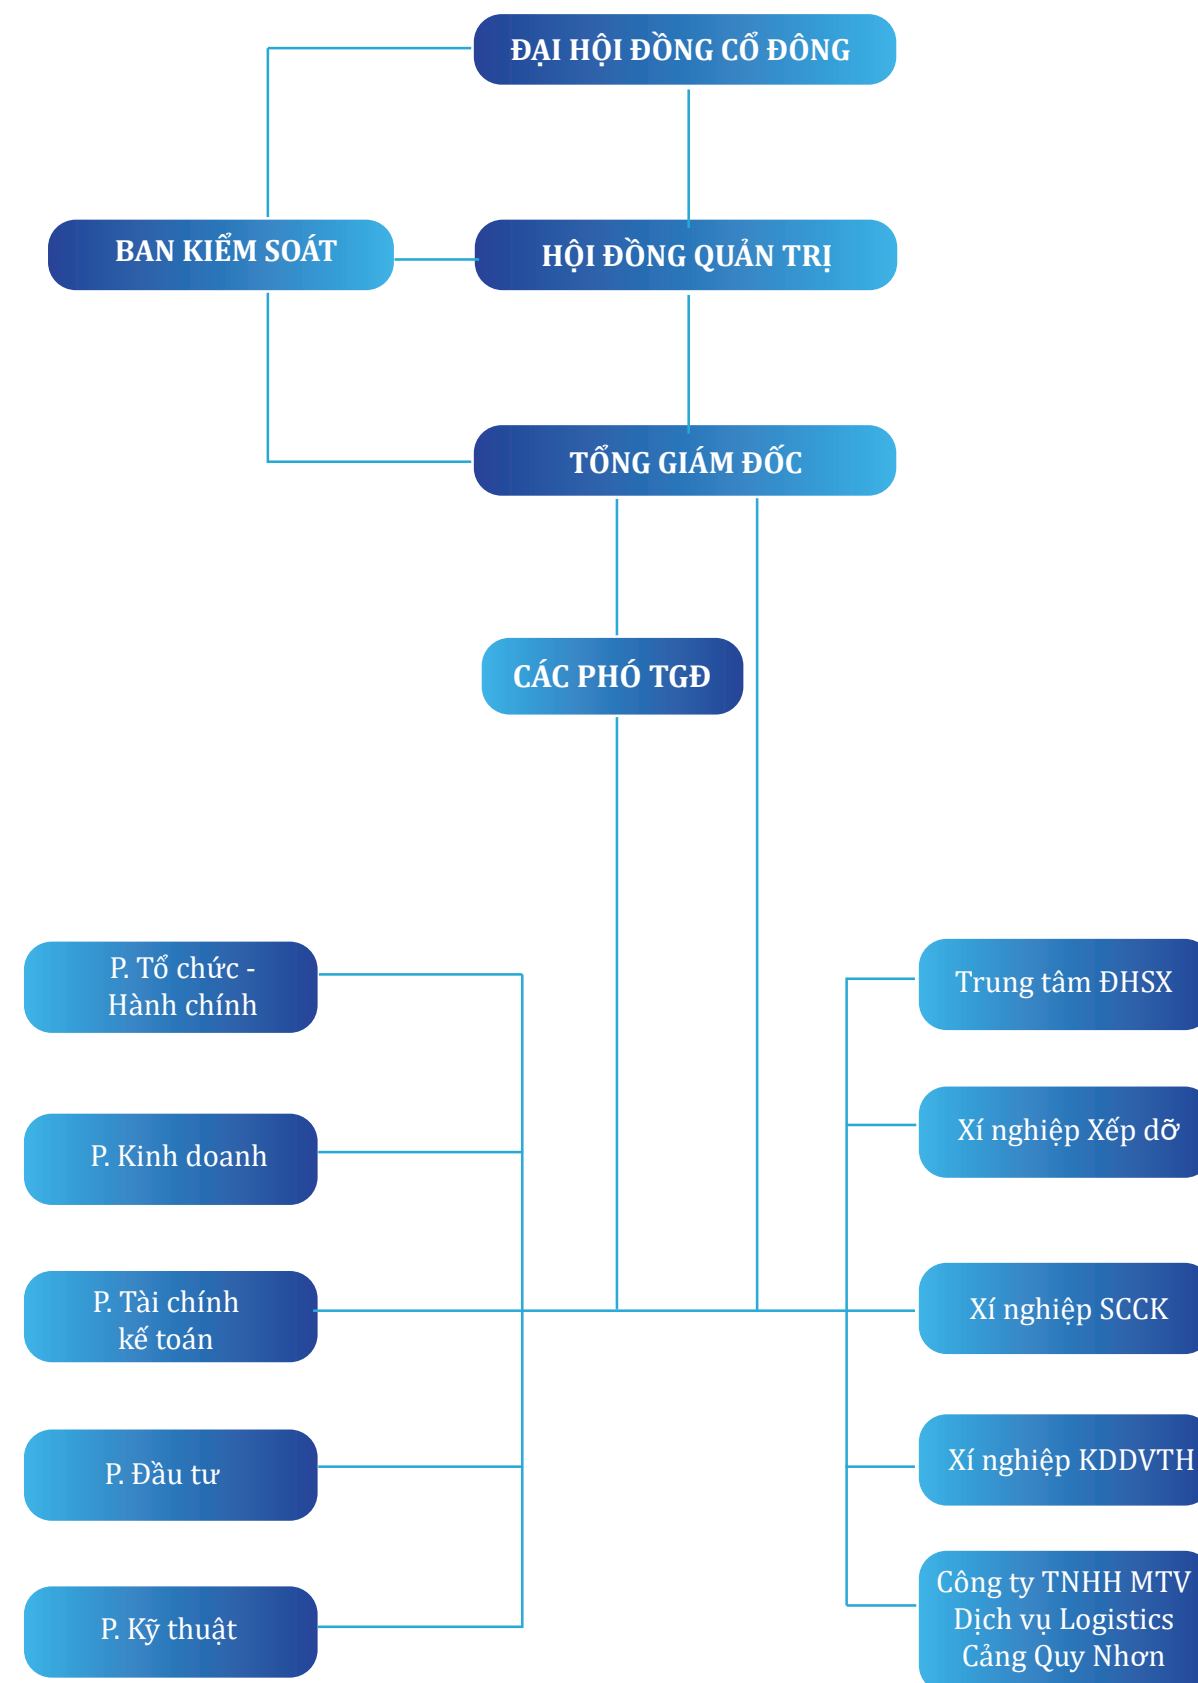 ĐẠI HỘI ĐỒNG CỔ ĐÔNG
BAN KIỂM SOÁT
HỘI ĐỒNG QUẢN TRỊ
TỔNG GIÁM ĐỐC
CÁC PHÓ TGĐ
P. Tổ chức -
Hành chính
P. Kinh doanh
P. Tài chính
kế toán
P. Đầu tư
P. Kỹ thuật
Trung tâm ĐHSX
Xí nghiệp Xếp dỡ
Xí nghiệp SCCK
Xí nghiệp KDDVTH
Công ty TNHH MTV
Dịch vụ Logistics
Cảng Quy Nhơn